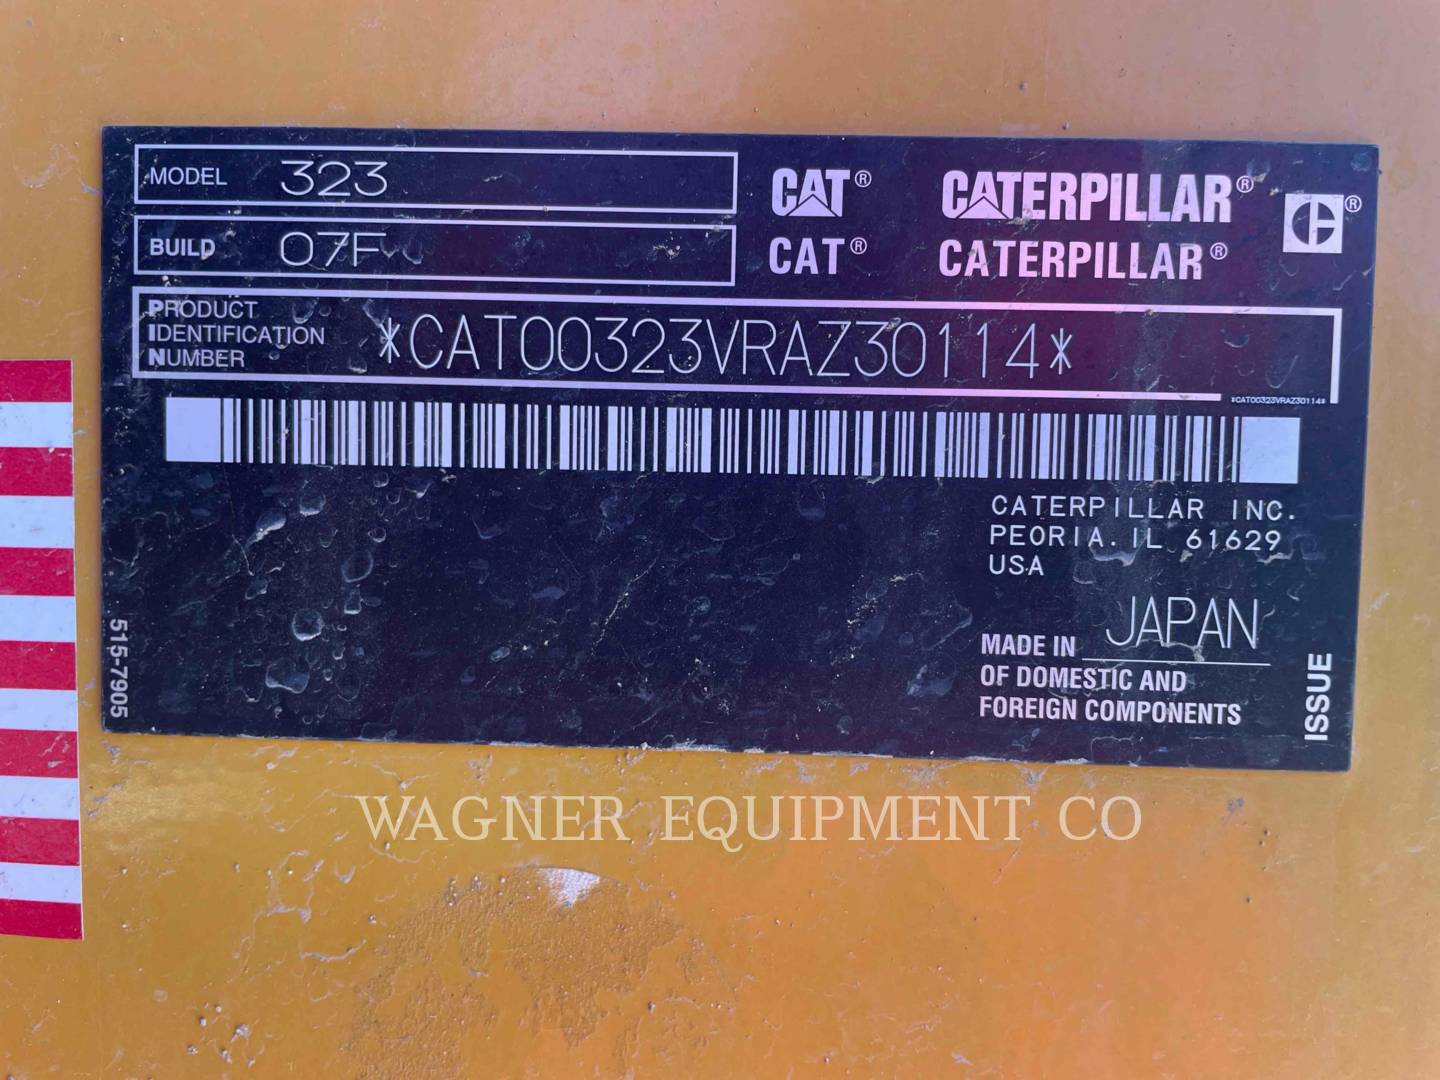 MODEL 323
BUILD 07F
CAT® CATERPILLAR® ®
CAT® CATERPILLAR®
PRODUCT
IDENTIFICATION
NUMBER
*CAT00323VRAZ30114*
*CAT00323VRAZ30114*
CATERPILLAR INC.
PEORIA. IL 61629
USA
MADE IN JAPAN
OF DOMESTIC AND
FOREIGN COMPONENTS
ISSUE
515-7905
WAGNER EQUIPMENT CO